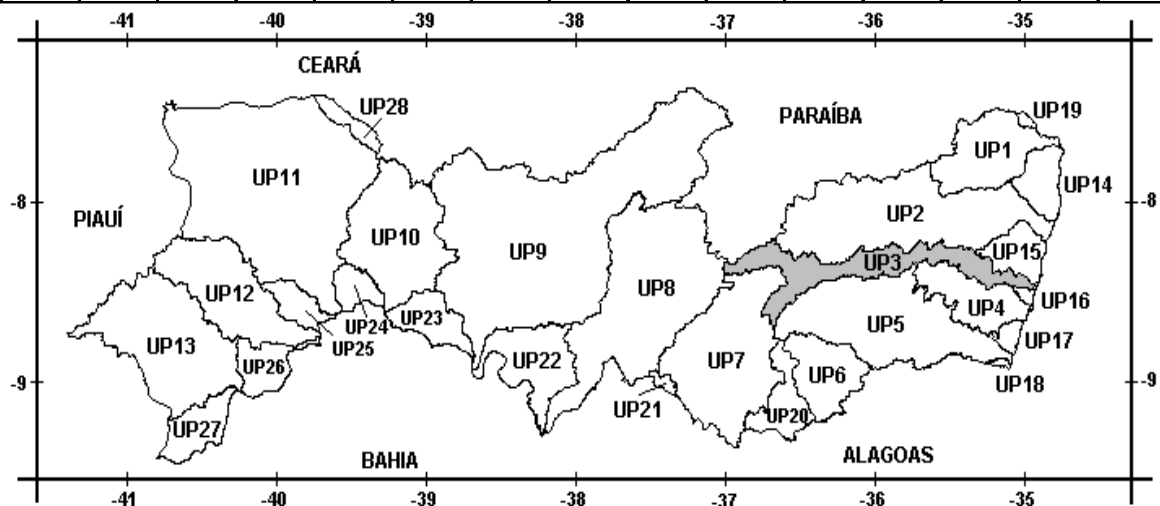 -41 -40 -39 -38 -37 -36 -35
CEARÁ
UP28
PARAÍBA
UP19
UP1
UP11
UP14
-8 -8
PIAUÍ
UP2
UP10
UP9
UP15
UP3
UP12
UP8
UP16
UP4
UP24
UP23
UP5
UP13
UP25
UP17
UP26
UP22
UP7
UP6
-9 -9
UP18
UP21
UP20
UP27
BAHIA
ALAGOAS
-41 -40 -39 -38 -37 -36 -35